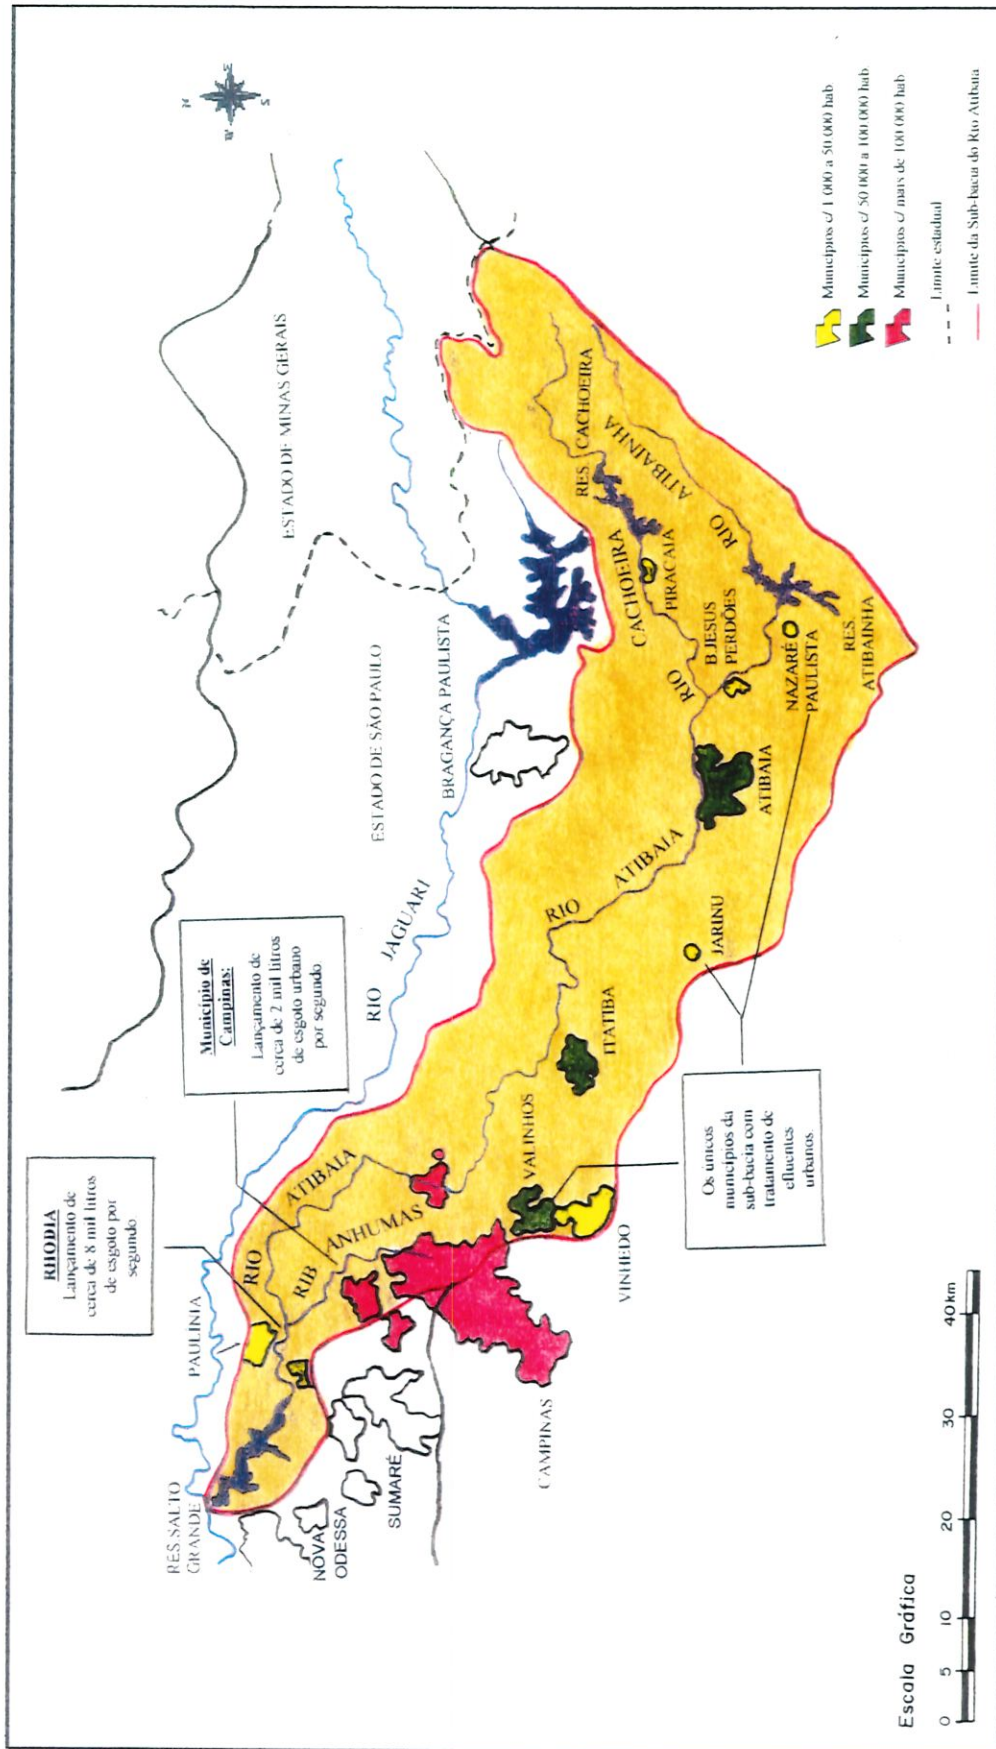 RHODIA
Lançamento de
cerca de 8 mil litros
de esgoto por
segundo
Município de
Campinas:
Lançamento de
cerca de 2 mil litros
de esgoto urbano
por segundo
ESTADO DE MINAS GERAIS
ESTADO DE SÃO PAULO
N
S
W
RES. SALTO
GRANDE
PAULINIA
RIO
JAGUARI
BRAGANÇA PAULISTA
RIO
ATIBAIA
RIB
ANHUMAS
NOVA
ODESSA
SUMARÉ
CAMPINAS
VINHEDO
VALINHOS
ITATIBA
JARINU
RIO
ATIBAIA
ATIBAIA
RIO
CACHOEIRA
B JESUS
PERDÕES
PIRACAIA
RES. CACHOEIRA
RIO
ATIBAINHA
NAZARÉ
PAULISTA
RES.
ATIBAINHA
Os únicos
municípios da
sub-bacia com
tratamento de
efluentes
urbanos
Escala Gráfica
0 5 10 20 30 40km
Municípios c/ 1 000 a 50 000 hab
Municípios c/ 50 000 a 100 000 hab
Municípios c/ mais de 100 000 hab
Limite estadual
Limite da Sub-bacia do Rio Atibaia